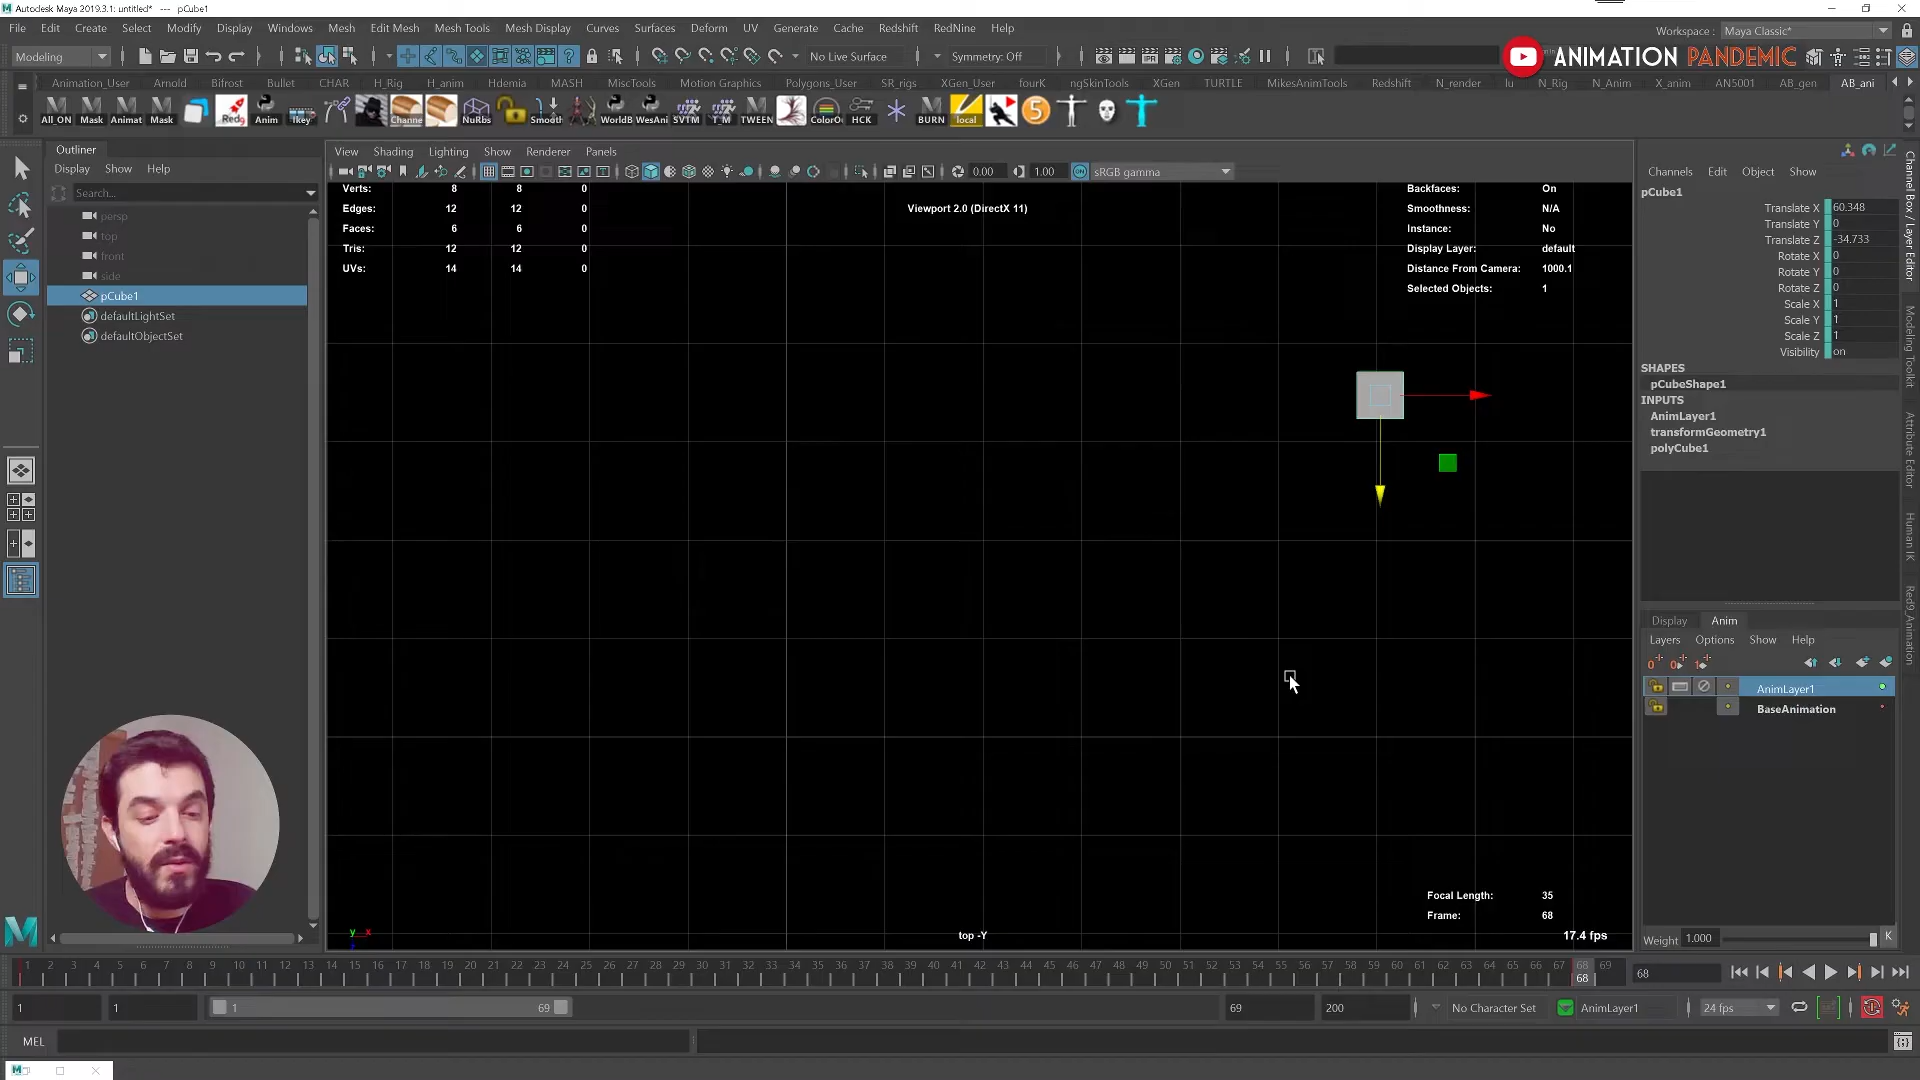 Autodesk Maya 2019.3.1: untitled*   ---   pCube1
File Edit Create Select Modify Display Windows Mesh Edit Mesh Mesh Tools Mesh Display Curves Surfaces Deform UV Generate Cache Redshift RedNine Help
Workspace : Maya Classic*
Modeling No Live Surface Symmetry: Off
ANIMATION PANDEMIC
Animation_User Arnold Bifrost Bullet CHAR H_Rig H_anim Hdemia MASH MiscTools Motion Graphics Polygons_User SR_rigs XGen_User fourK ngSkinTools XGen TURTLE MikesAnimTools Redshift N_render N_Rig N_Anim X_anim AN5001 AB_gen AB_ani
All_ON Mask Animat Mask Redg Anim Tkey Channe NuRbs Smooth WorldB WesAni SVTM T_M TWEEN ColorO HCK BURN local
Outliner
Display Show Help
Search...
persp
top
front
side
pCube1
defaultLightSet
defaultObjectSet
View Shading Lighting Show Renderer Panels
0.00 1.00 sRGB gamma
Verts: 8 8 0
Edges: 12 12 0
Faces: 6 6 0
Tris: 12 12 0
UVs: 14 14 0
Viewport 2.0 (DirectX 11)
Backfaces: On
Smoothness: N/A
Instance: No
Display Layer: default
Distance From Camera: 1000.1
Selected Objects: 1
Focal Length: 35
Frame: 68
y x
top -Y
17.4 fps
Channels Edit Object Show
pCube1
Translate X 60.348
Translate Y 0
Translate Z -34.733
Rotate X 0
Rotate Y 0
Rotate Z 0
Scale X 1
Scale Y 1
Scale Z 1
Visibility on
SHAPES
pCubeShape1
INPUTS
AnimLayer1
transformGeometry1
polyCube1
Display Anim
Layers Options Show Help
AnimLayer1
BaseAnimation
Weight 1.000 K
Channel Box / Layer Editor
Modeling Toolkit
Attribute Editor
Human IK
Red9_Animation
1 2 3 4 5 6 7 8 9 10 11 12 13 14 15 16 17 18 19 20 21 22 23 24 25 26 27 28 29 30 31 32 33 34 35 36 37 38 39 40 41 42 43 44 45 46 47 48 49 50 51 52 53 54 55 56 57 58 59 60 61 62 63 64 65 66 67 68 69
68
68
1 1 1 69 69 200 No Character Set AnimLayer1 24 fps
MEL